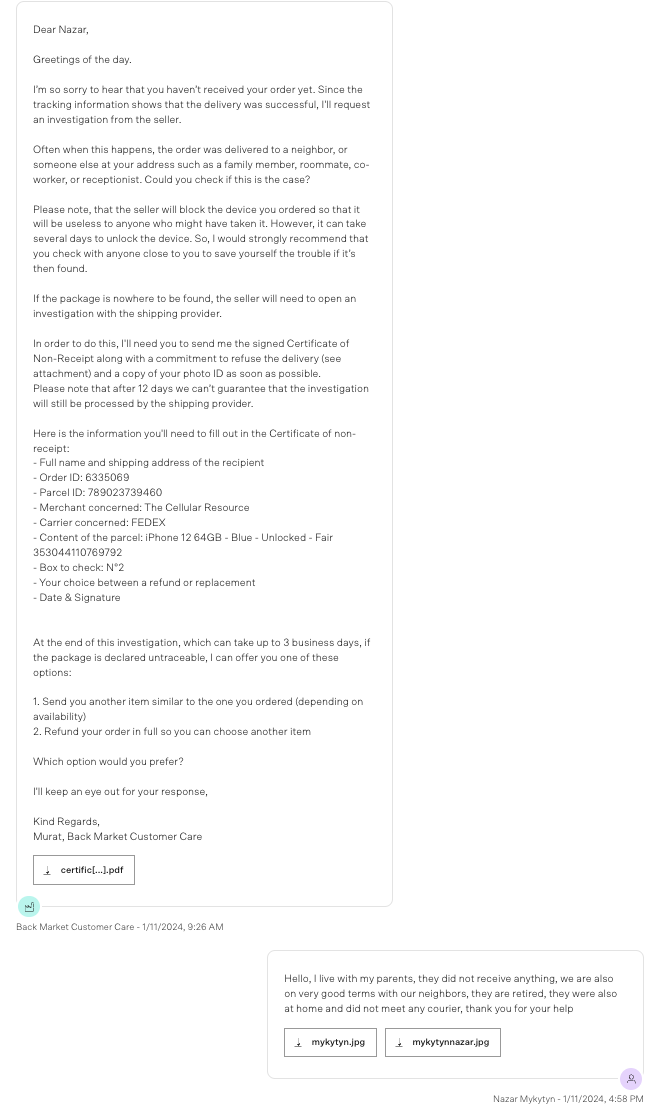 Dear Nazar,
Greetings of the day.
I'm so sorry to hear that you haven't received your order yet. Since the
tracking information shows that the delivery was successful, I'll request
an investigation from the seller.
Often when this happens, the order was delivered to a neighbor, or
someone else at your address such as a family member, roommate, co-
worker, or receptionist. Could you check if this is the case?
Please note, that the seller will block the device you ordered so that it
will be useless to anyone who might have taken it. However, it can take
several days to unlock the device. So, I would strongly recommend that
you check with anyone close to you to save yourself the trouble if it's
then found.
If the package is nowhere to be found, the seller will need to open an
investigation with the shipping provider.
In order to do this, I'll need you to send me the signed Certificate of
Non-Receipt along with a commitment to refuse the delivery (see
attachment) and a copy of your photo ID as soon as possible.
Please note that after 12 days we can't guarantee that the investigation
will still be processed by the shipping provider.
Here is the information you'll need to fill out in the Certificate of non-
receipt:
- Full name and shipping address of the recipient
- Order ID: 6335069
- Parcel ID: 789023739460
- Merchant concerned: The Cellular Resource
- Carrier concerned: FEDEX
- Content of the parcel: iPhone 12 64GB - Blue - Unlocked - Fair
353044110769792
- Box to check: N°2
- Your choice between a refund or replacement
- Date & Signature
At the end of this investigation, which can take up to 3 business days, if
the package is declared untraceable, I can offer you one of these
options:
1. Send you another item similar to the one you ordered (depending on
availability)
2. Refund your order in full so you can choose another item
Which option would you prefer?
I'll keep an eye out for your response,
Kind Regards,
Murat, Back Market Customer Care
certific[...].pdf
Back Market Customer Care - 1/11/2024, 9:26 AM
Hello, I live with my parents, they did not receive anything, we are also
on very good terms with our neighbors, they are retired, they were also
at home and did not meet any courier, thank you for your help
mykytyn.jpg
mykytynnazar.jpg
Nazar Mykytyn - 1/11/2024, 4:58 PM